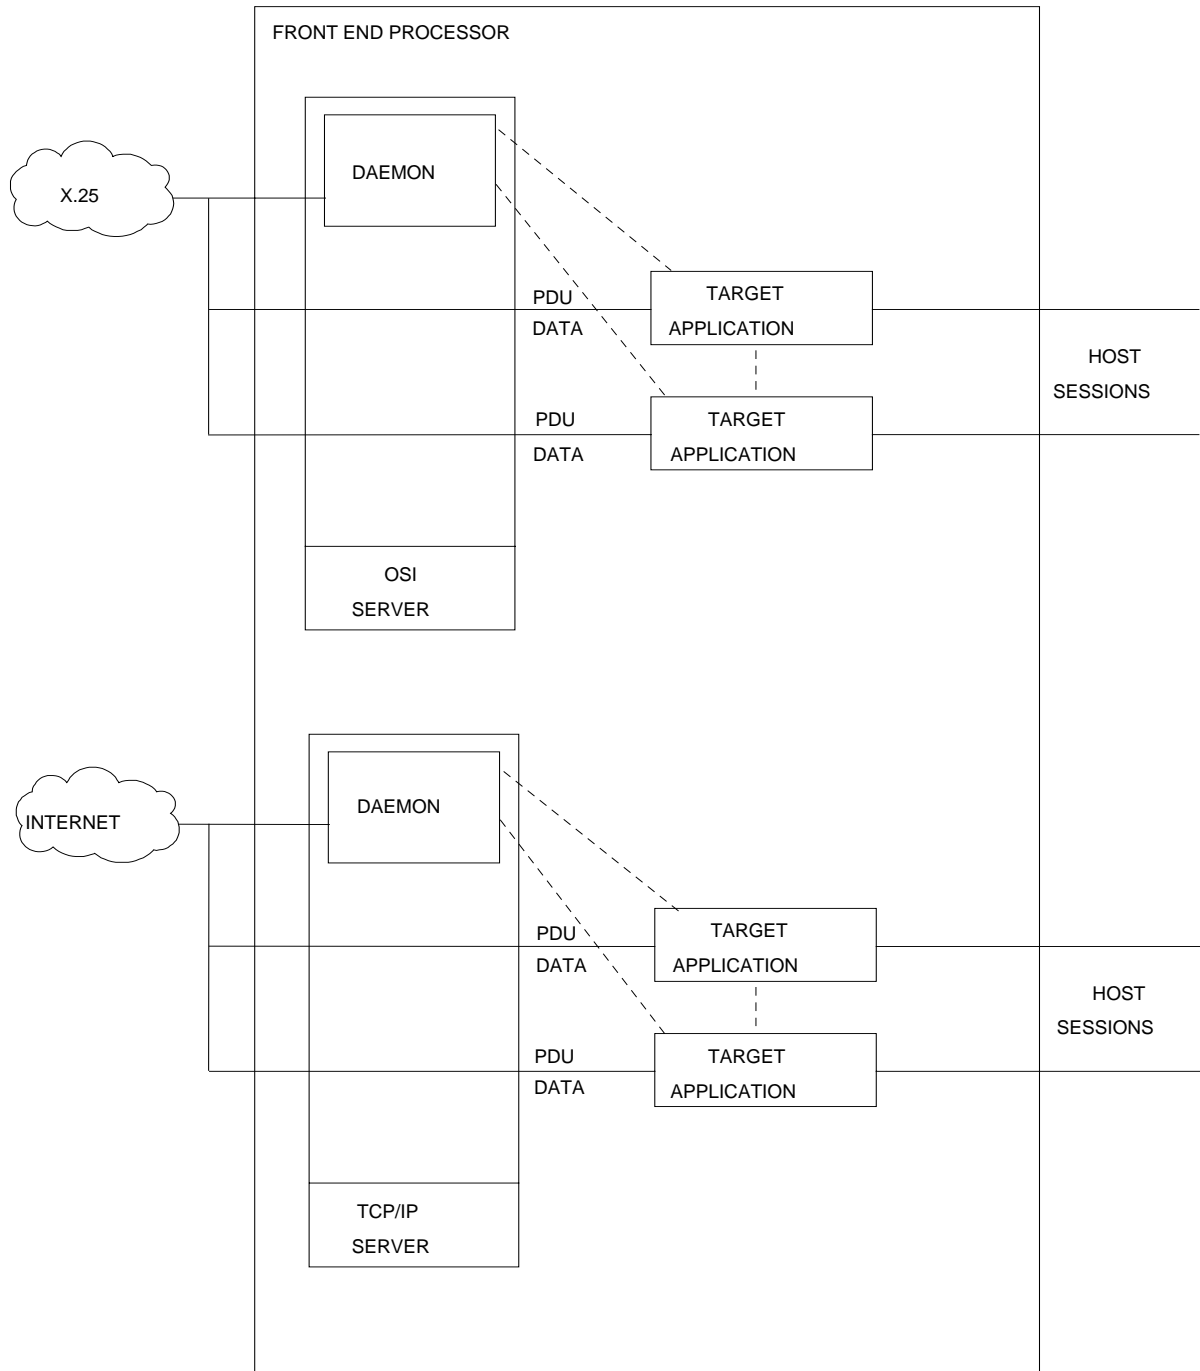 FRONT END PROCESSOR
DAEMON
X.25
PDU
DATA
TARGET
APPLICATION
HOST
SESSIONS
PDU
DATA
TARGET
APPLICATION
OSI
SERVER
DAEMON
INTERNET
PDU
DATA
TARGET
APPLICATION
HOST
SESSIONS
PDU
DATA
TARGET
APPLICATION
TCP/IP
SERVER